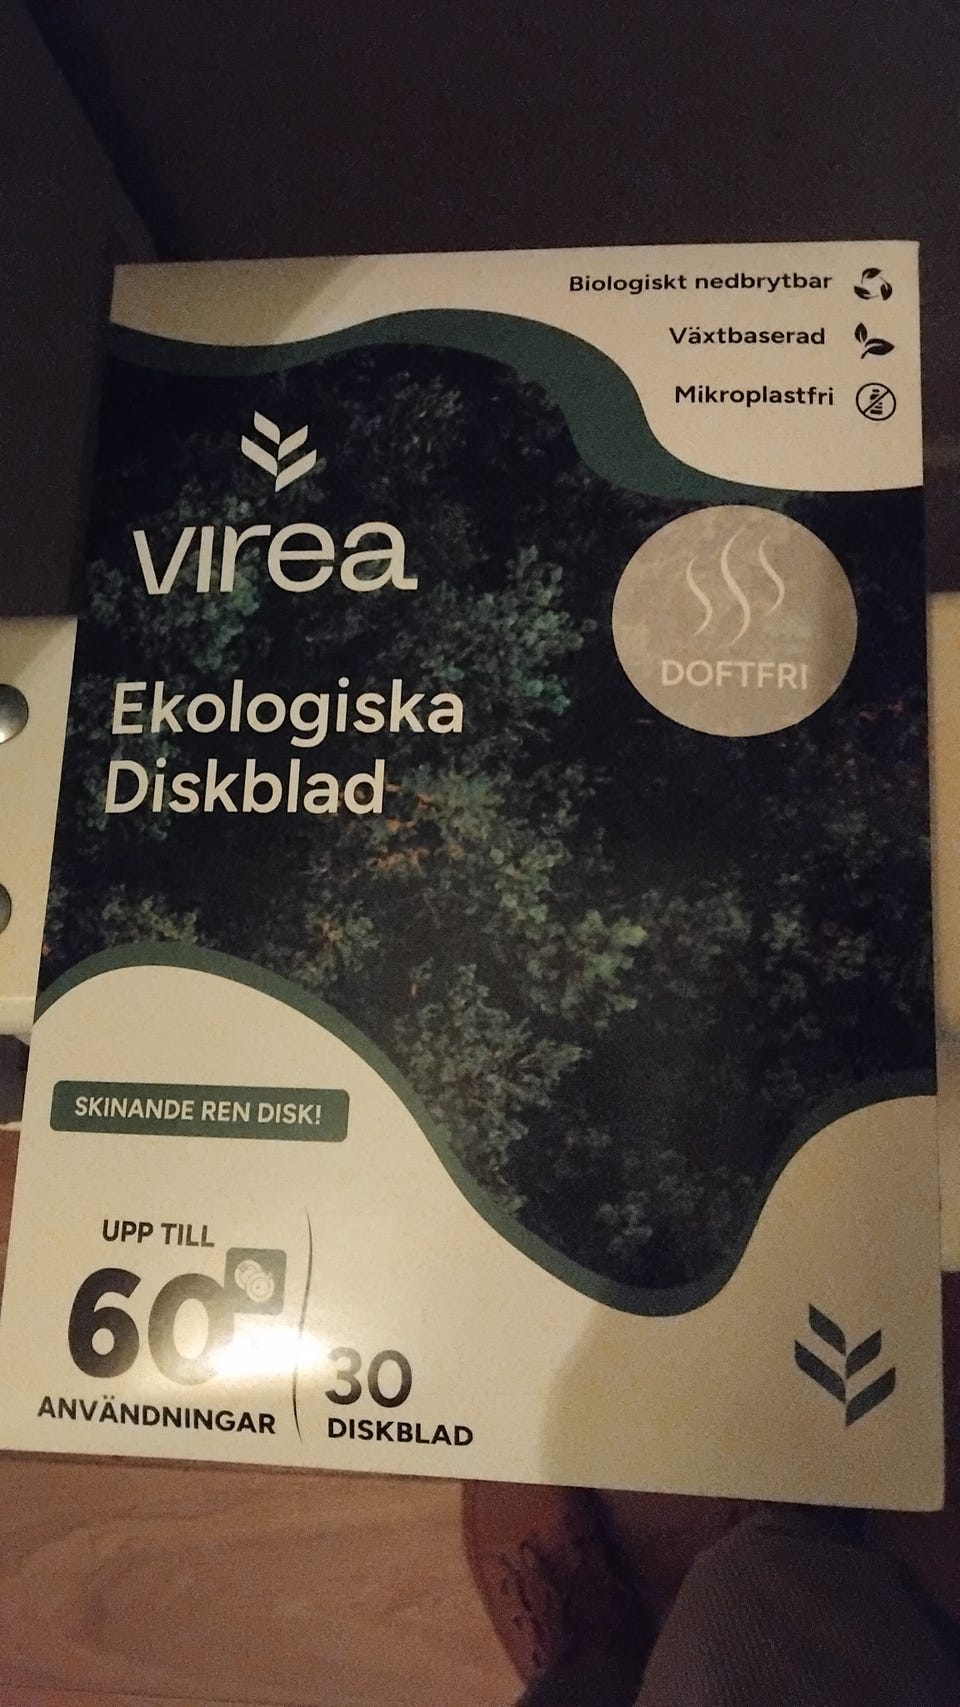 Biologiskt nedbrytbar
Växtbaserad
Mikroplastfri
virea
DOFTFRI
Ekologiska
Diskblad
SKINANDE REN DISK!
UPP TILL
60
ANVÄNDNINGAR
30
DISKBLAD